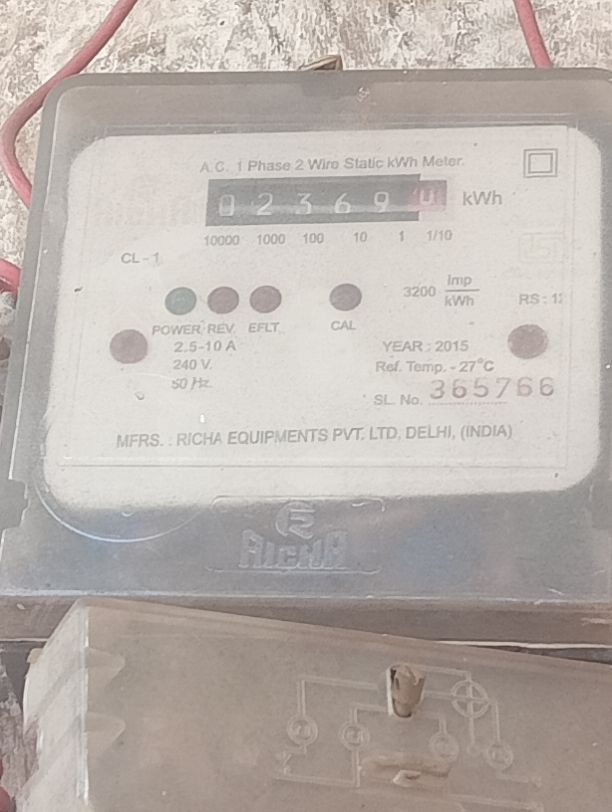 A.C. 1 Phase 2 Wire Static kWh Meter.
0 2 3 6 9 4 kWh
10000 1000 100 10 1 1/10
CL-1
3200 Imp/kWh
RS : 1
POWER REV. EFLT. CAL
2.5-10 A
YEAR : 2015
240 V.
Ref. Temp. - 27°C
50 Hz.
SL. No. 365766
MFRS. : RICHA EQUIPMENTS PVT. LTD. DELHI, (INDIA)
RICHA